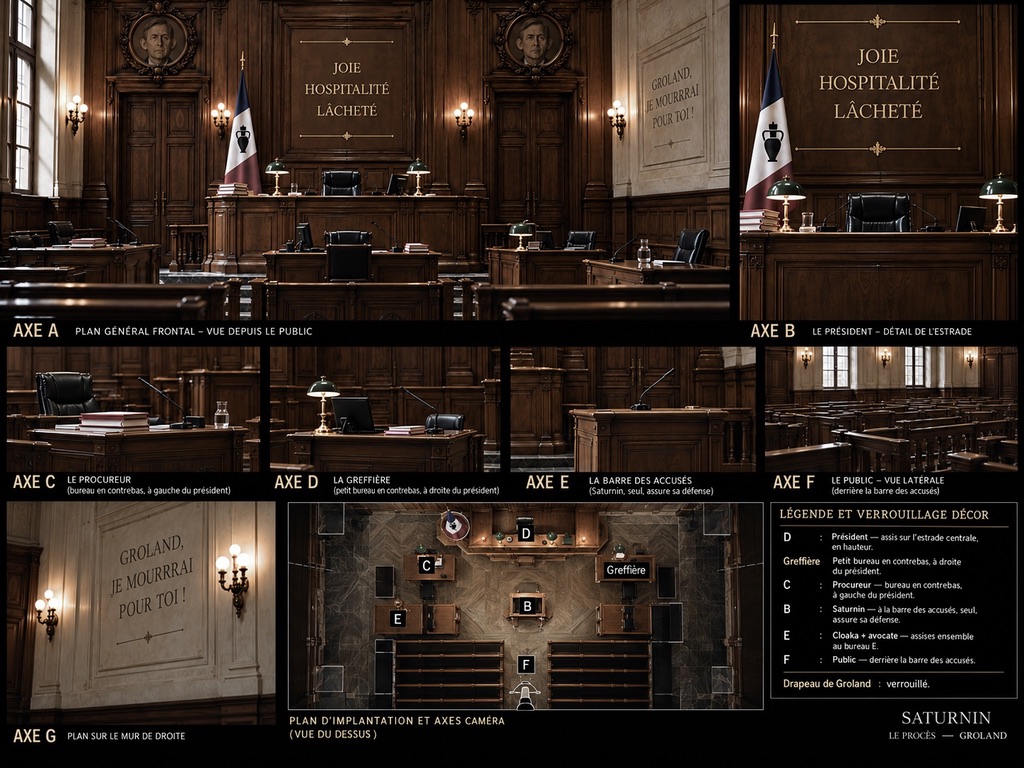 JOIE
HOSPITALITÉ
LÂCHETÉ
GROLAND,
JE MOURRRAI
POUR TOI !
AXE A PLAN GÉNÉRAL FRONTAL – VUE DEPUIS LE PUBLIC
JOIE
HOSPITALITÉ
LÂCHETÉ
AXE B LE PRÉSIDENT – DÉTAIL DE L'ESTRADE
AXE C LE PROCUREUR
(bureau en contrebas, à gauche du président)
AXE D LA GREFFIÈRE
(petit bureau en contrebas, à droite du président)
AXE E LA BARRE DES ACCUSÉS
(Saturnin, seul, assure sa défense)
AXE F LE PUBLIC – VUE LATÉRALE
(derrière la barre des accusés)
GROLAND,
JE MOURRRAI
POUR TOI !
AXE G PLAN SUR LE MUR DE DROITE
D
C
Greffière
B
E
F
PLAN D'IMPLANTATION ET AXES CAMÉRA
(VUE DU DESSUS )
LÉGENDE ET VERROUILLAGE DÉCOR
D : Président — assis sur l'estrade centrale,
en hauteur.
Greffière Petit bureau en contrebas, à droite
du président.
C : Procureur — bureau en contrebas,
à gauche du président.
B : Saturnin — à la barre des accusés, seul,
assure sa défense.
E : Cloaka + avocate — assises ensemble
au bureau E.
F : Public — derrière la barre des accusés.
Drapeau de Groland : verrouillé.
SATURNIN
LE PROCÈS — GROLAND